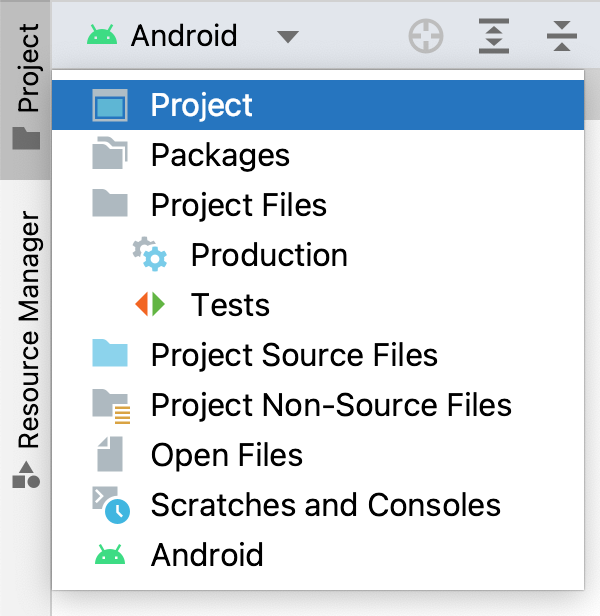 Project
Resource Manager
Android
Project
Packages
Project Files
Production
Tests
Project Source Files
Project Non-Source Files
Open Files
Scratches and Consoles
Android